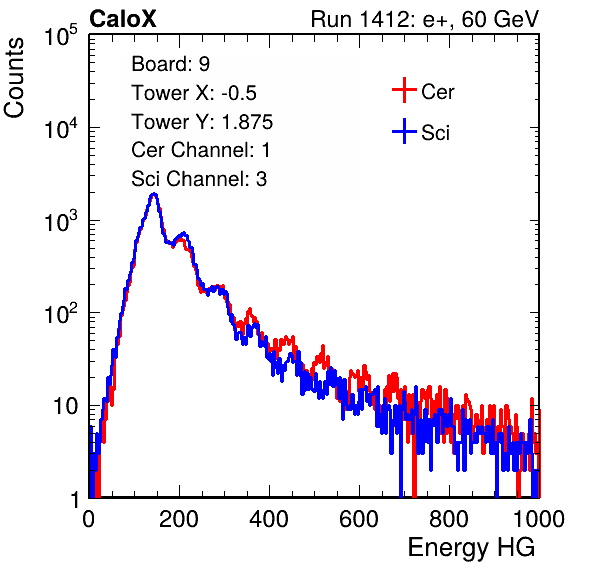 CaloX Run 1412: e+, 60 GeV
Counts
10^5
10^4
10^3
10^2
10
1
Board: 9
Tower X: -0.5
Tower Y: 1.875
Cer Channel: 1
Sci Channel: 3
Cer
Sci
0 200 400 600 800 1000
Energy HG